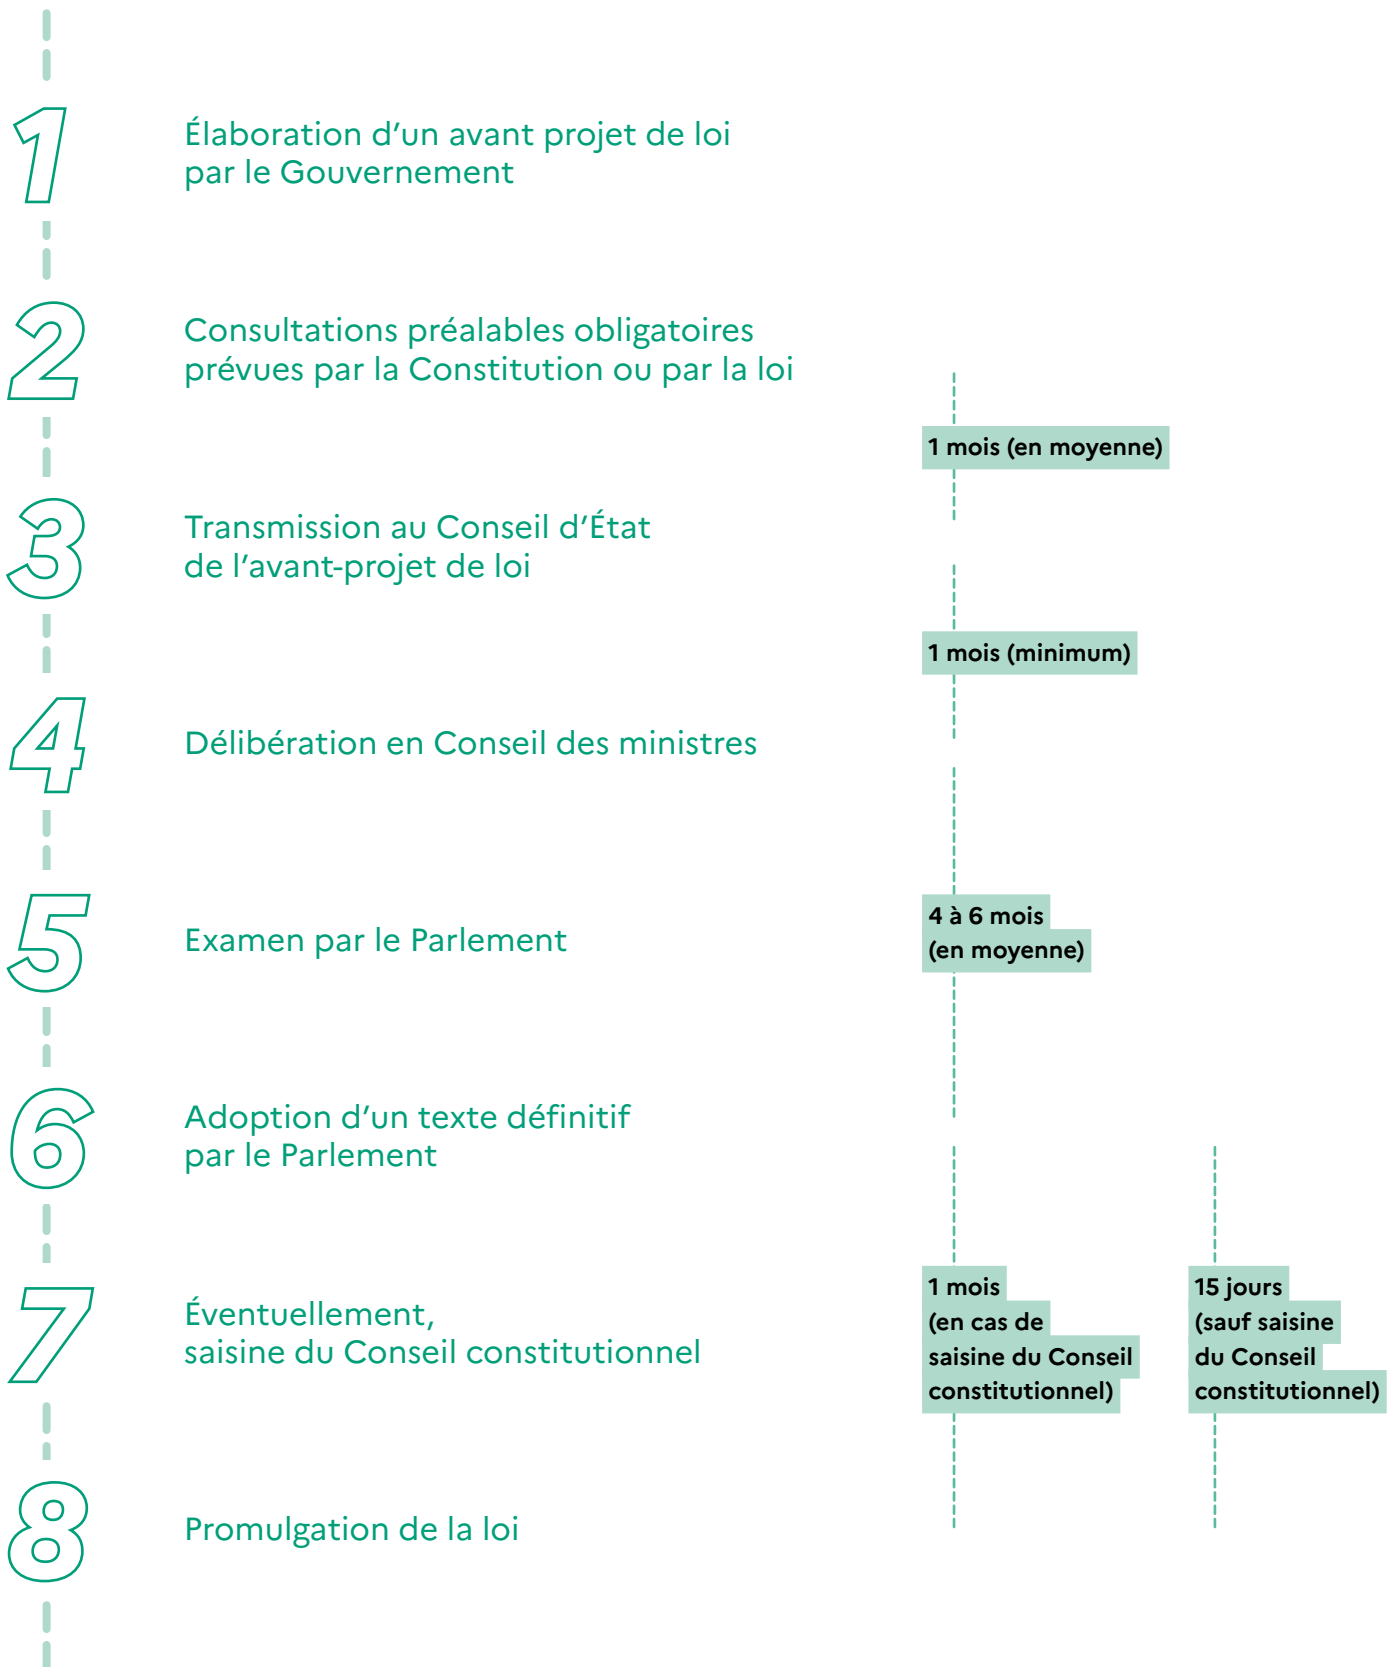 1
Élaboration d’un avant projet de loi
par le Gouvernement
2
Consultations préalables obligatoires
prévues par la Constitution ou par la loi
1 mois (en moyenne)
3
Transmission au Conseil d’État
de l’avant-projet de loi
1 mois (minimum)
4
Délibération en Conseil des ministres
5
Examen par le Parlement
4 à 6 mois
(en moyenne)
6
Adoption d’un texte définitif
par le Parlement
7
Éventuellement,
saisine du Conseil constitutionnel
1 mois
(en cas de
saisine du Conseil
constitutionnel)
15 jours
(sauf saisine
du Conseil
constitutionnel)
8
Promulgation de la loi